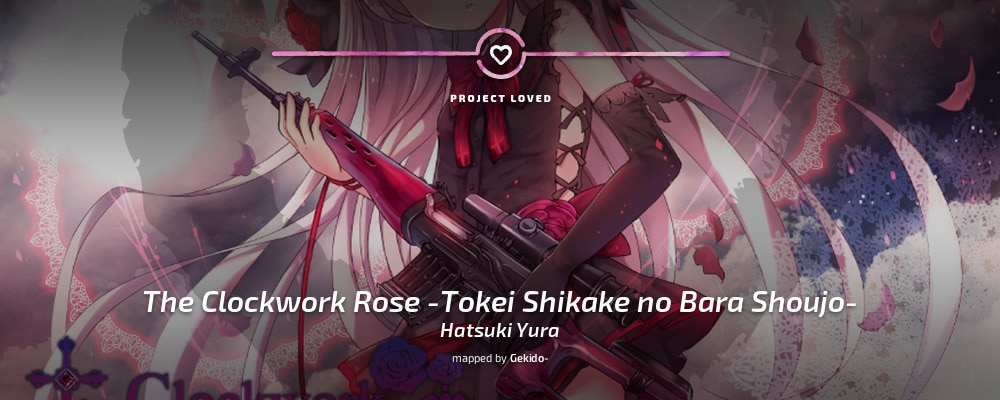 PROJECT LOVED
The Clockwork Rose -Tokei Shikake no Bara Shoujo-
Hatsuki Yura
mapped by Gekido-